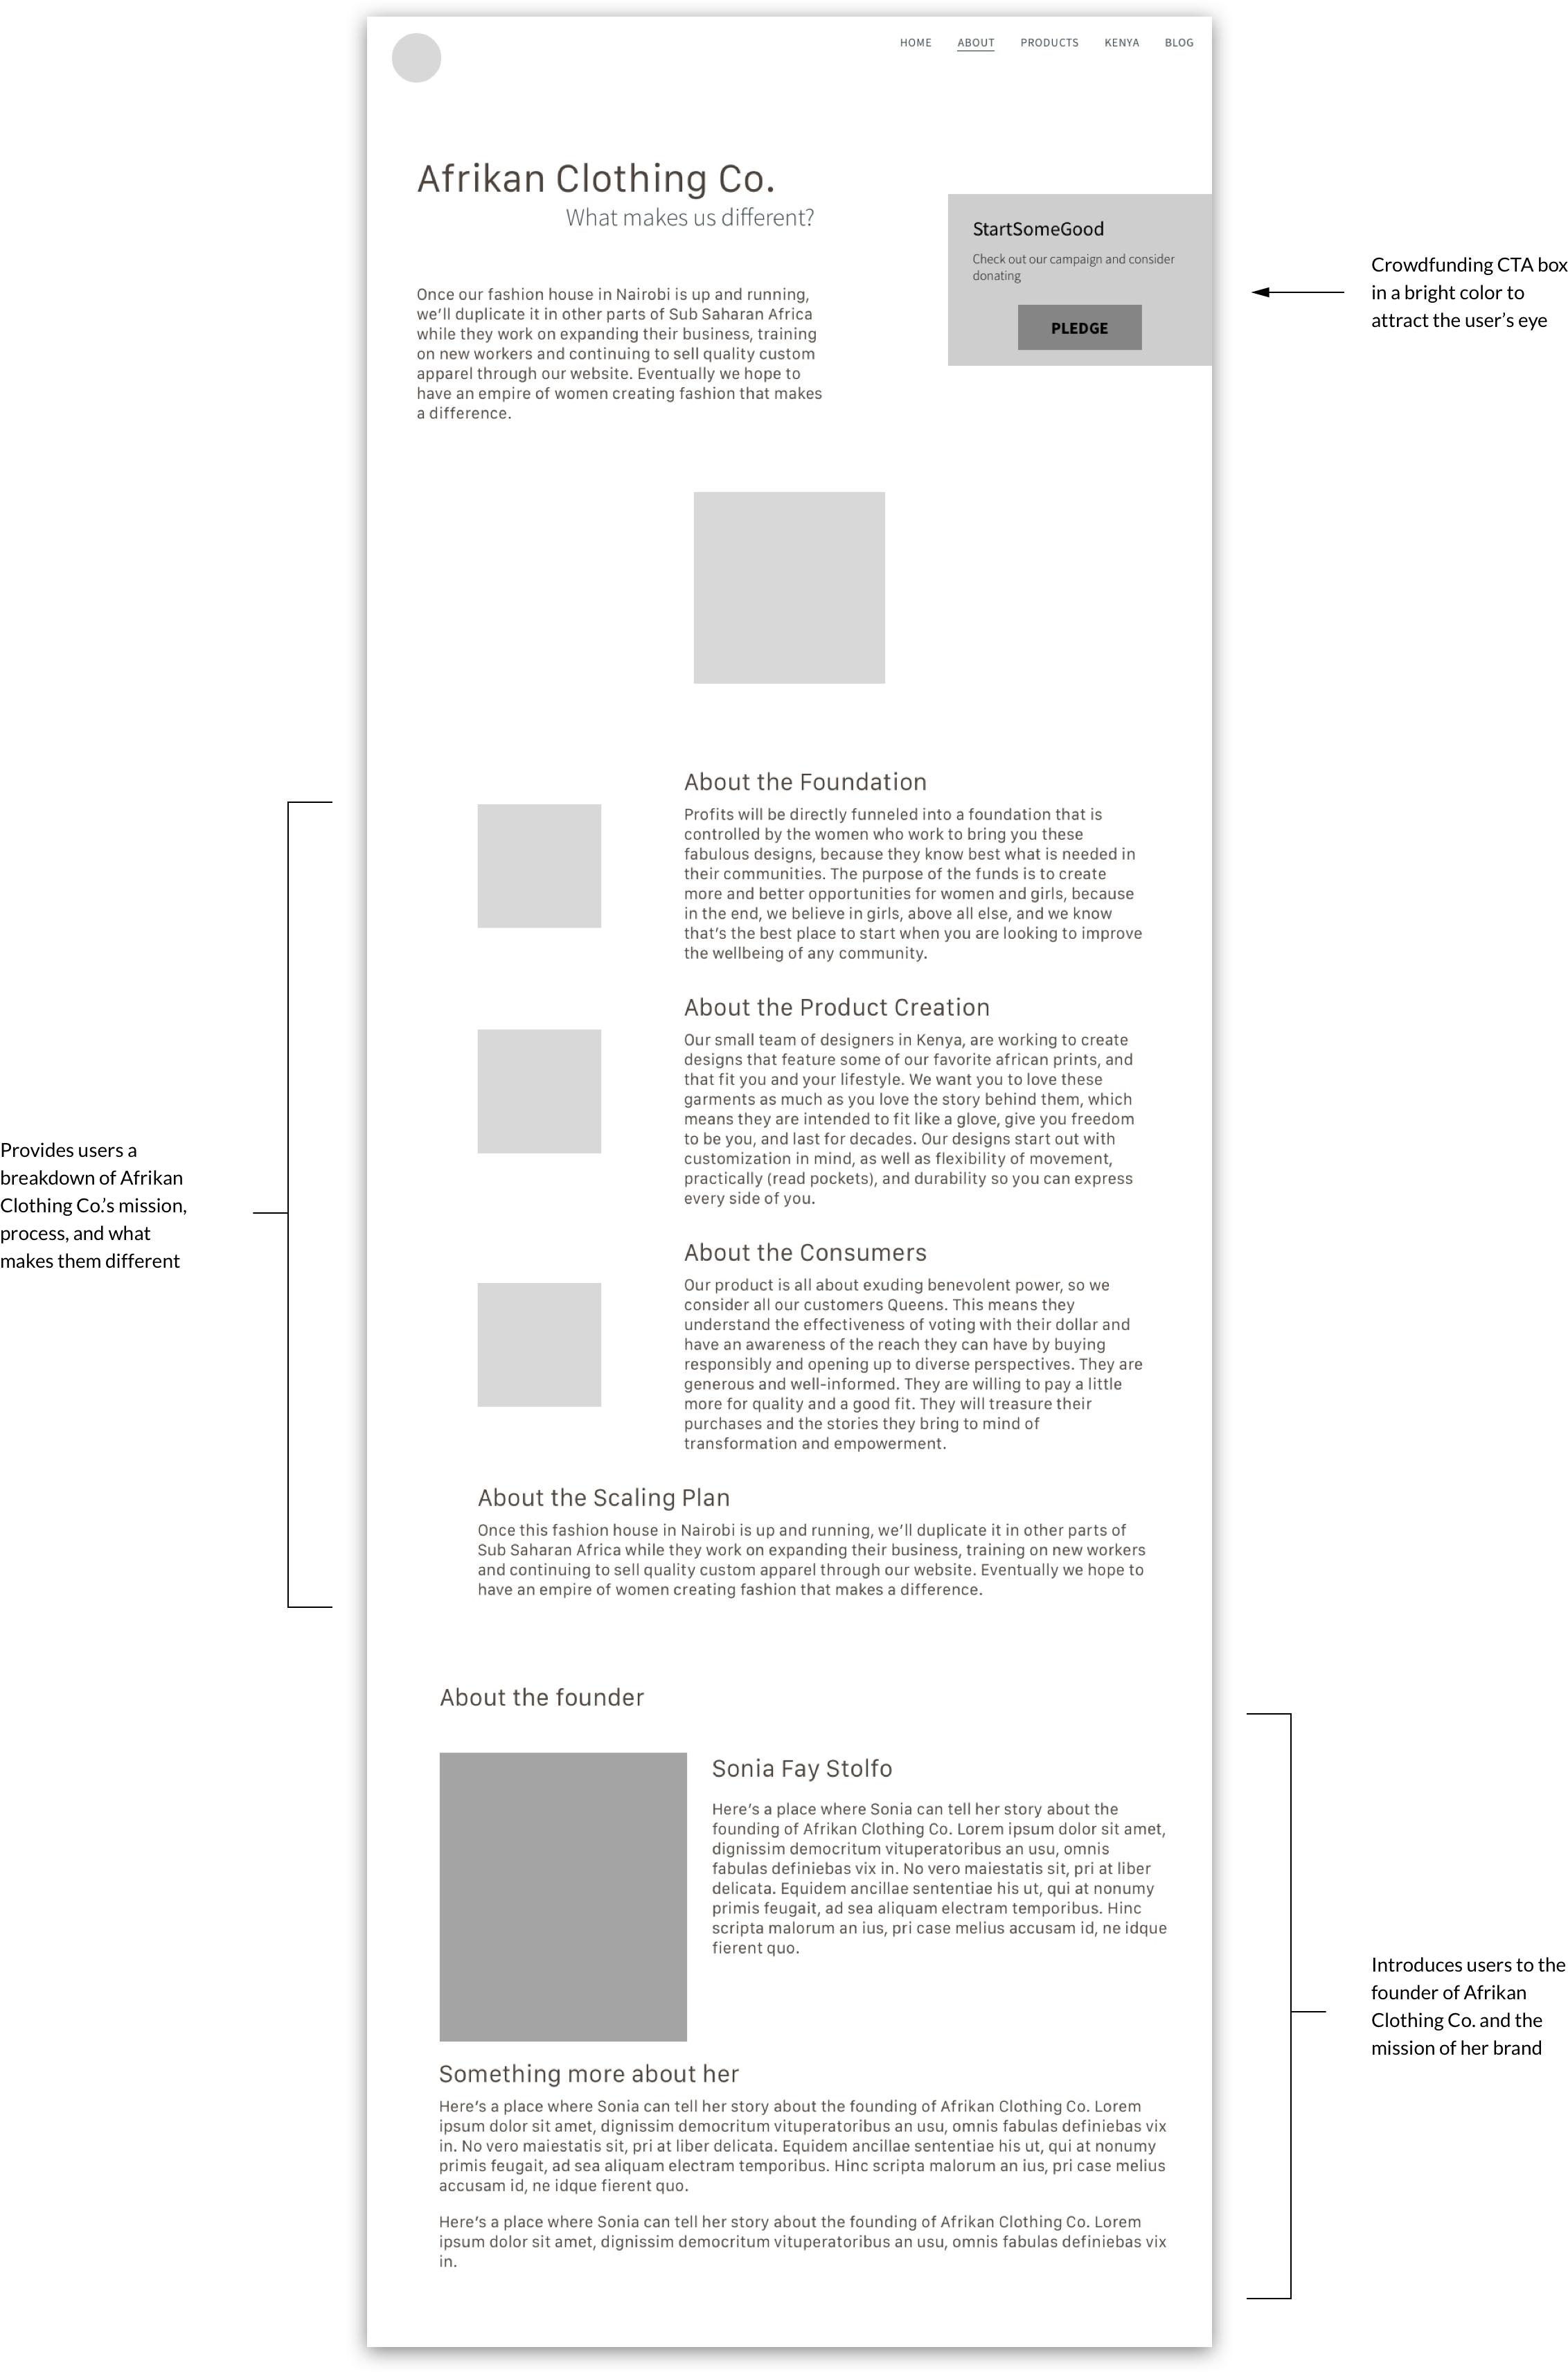 HOME ABOUT PRODUCTS KENYA BLOG
Afrikan Clothing Co.
What makes us different?
Once our fashion house in Nairobi is up and running,
we’ll duplicate it in other parts of Sub Saharan Africa
while they work on expanding their business, training
on new workers and continuing to sell quality custom
apparel through our website. Eventually we hope to
have an empire of women creating fashion that makes
a difference.
StartSomeGood
Check out our campaign and consider
donating
PLEDGE
Crowdfunding CTA box
in a bright color to
attract the user’s eye
About the Foundation
Profits will be directly funneled into a foundation that is
controlled by the women who work to bring you these
fabulous designs, because they know best what is needed in
their communities. The purpose of the funds is to create
more and better opportunities for women and girls, because
in the end, we believe in girls, above all else, and we know
that’s the best place to start when you are looking to improve
the wellbeing of any community.
About the Product Creation
Our small team of designers in Kenya, are working to create
designs that feature some of our favorite african prints, and
that fit you and your lifestyle. We want you to love these
garments as much as you love the story behind them, which
means they are intended to fit like a glove, give you freedom
to be you, and last for decades. Our designs start out with
customization in mind, as well as flexibility of movement,
practically (read pockets), and durability so you can express
every side of you.
Provides users a
breakdown of Afrikan
Clothing Co.’s mission,
process, and what
makes them different
About the Consumers
Our product is all about exuding benevolent power, so we
consider all our customers Queens. This means they
understand the effectiveness of voting with their dollar and
have an awareness of the reach they can have by buying
responsibly and opening up to diverse perspectives. They are
generous and well-informed. They are willing to pay a little
more for quality and a good fit. They will treasure their
purchases and the stories they bring to mind of
transformation and empowerment.
About the Scaling Plan
Once this fashion house in Nairobi is up and running, we’ll duplicate it in other parts of
Sub Saharan Africa while they work on expanding their business, training on new workers
and continuing to sell quality custom apparel through our website. Eventually we hope to
have an empire of women creating fashion that makes a difference.
About the founder
Sonia Fay Stolfo
Here’s a place where Sonia can tell her story about the
founding of Afrikan Clothing Co. Lorem ipsum dolor sit amet,
dignissim democritum vituperatoribus an usu, omnis
fabulas definiebas vix in. No vero maiestatis sit, pri at liber
delicata. Equidem ancillae sententiae his ut, qui at nonumy
primis feugait, ad sea aliquam electram temporibus. Hinc
scripta malorum an ius, pri case melius accusam id, ne idque
fierent quo.
Introduces users to the
founder of Afrikan
Clothing Co. and the
mission of her brand
Something more about her
Here’s a place where Sonia can tell her story about the founding of Afrikan Clothing Co. Lorem
ipsum dolor sit amet, dignissim democritum vituperatoribus an usu, omnis fabulas definiebas vix
in. No vero maiestatis sit, pri at liber delicata. Equidem ancillae sententiae his ut, qui at nonumy
primis feugait, ad sea aliquam electram temporibus. Hinc scripta malorum an ius, pri case melius
accusam id, ne idque fierent quo.
Here’s a place where Sonia can tell her story about the founding of Afrikan Clothing Co. Lorem
ipsum dolor sit amet, dignissim democritum vituperatoribus an usu, omnis fabulas definiebas vix
in.